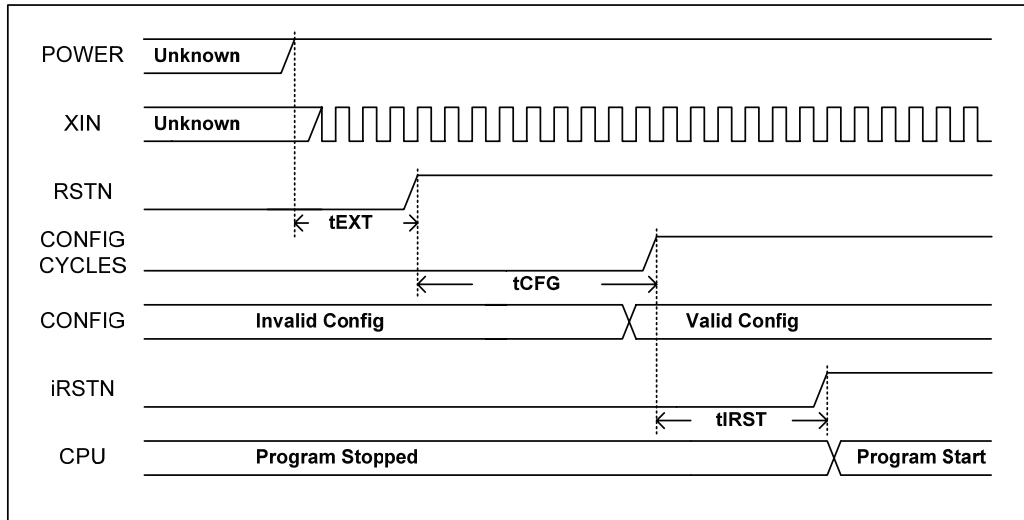 POWER Unknown
XIN Unknown
RSTN
tEXT
CONFIG
CYCLES
tCFG
CONFIG Invalid Config Valid Config
iRSTN
tIRST
CPU Program Stopped Program Start